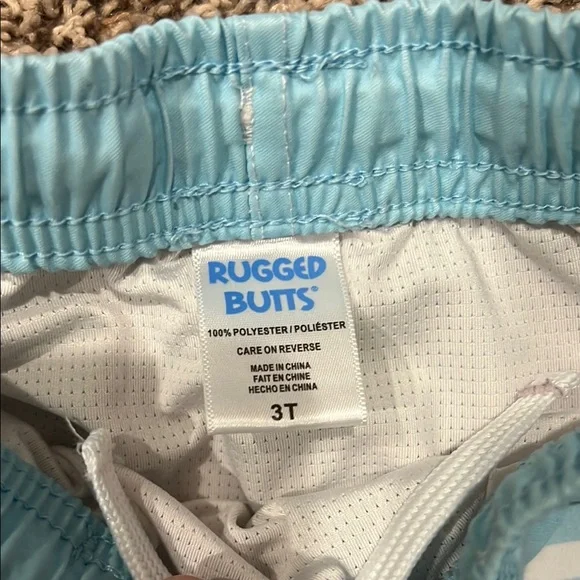 RUGGED
BUTTS®
100% POLYESTER / POLIÉSTER
CARE ON REVERSE
MADE IN CHINA
FAIT EN CHINE
HECHO EN CHINA
3T